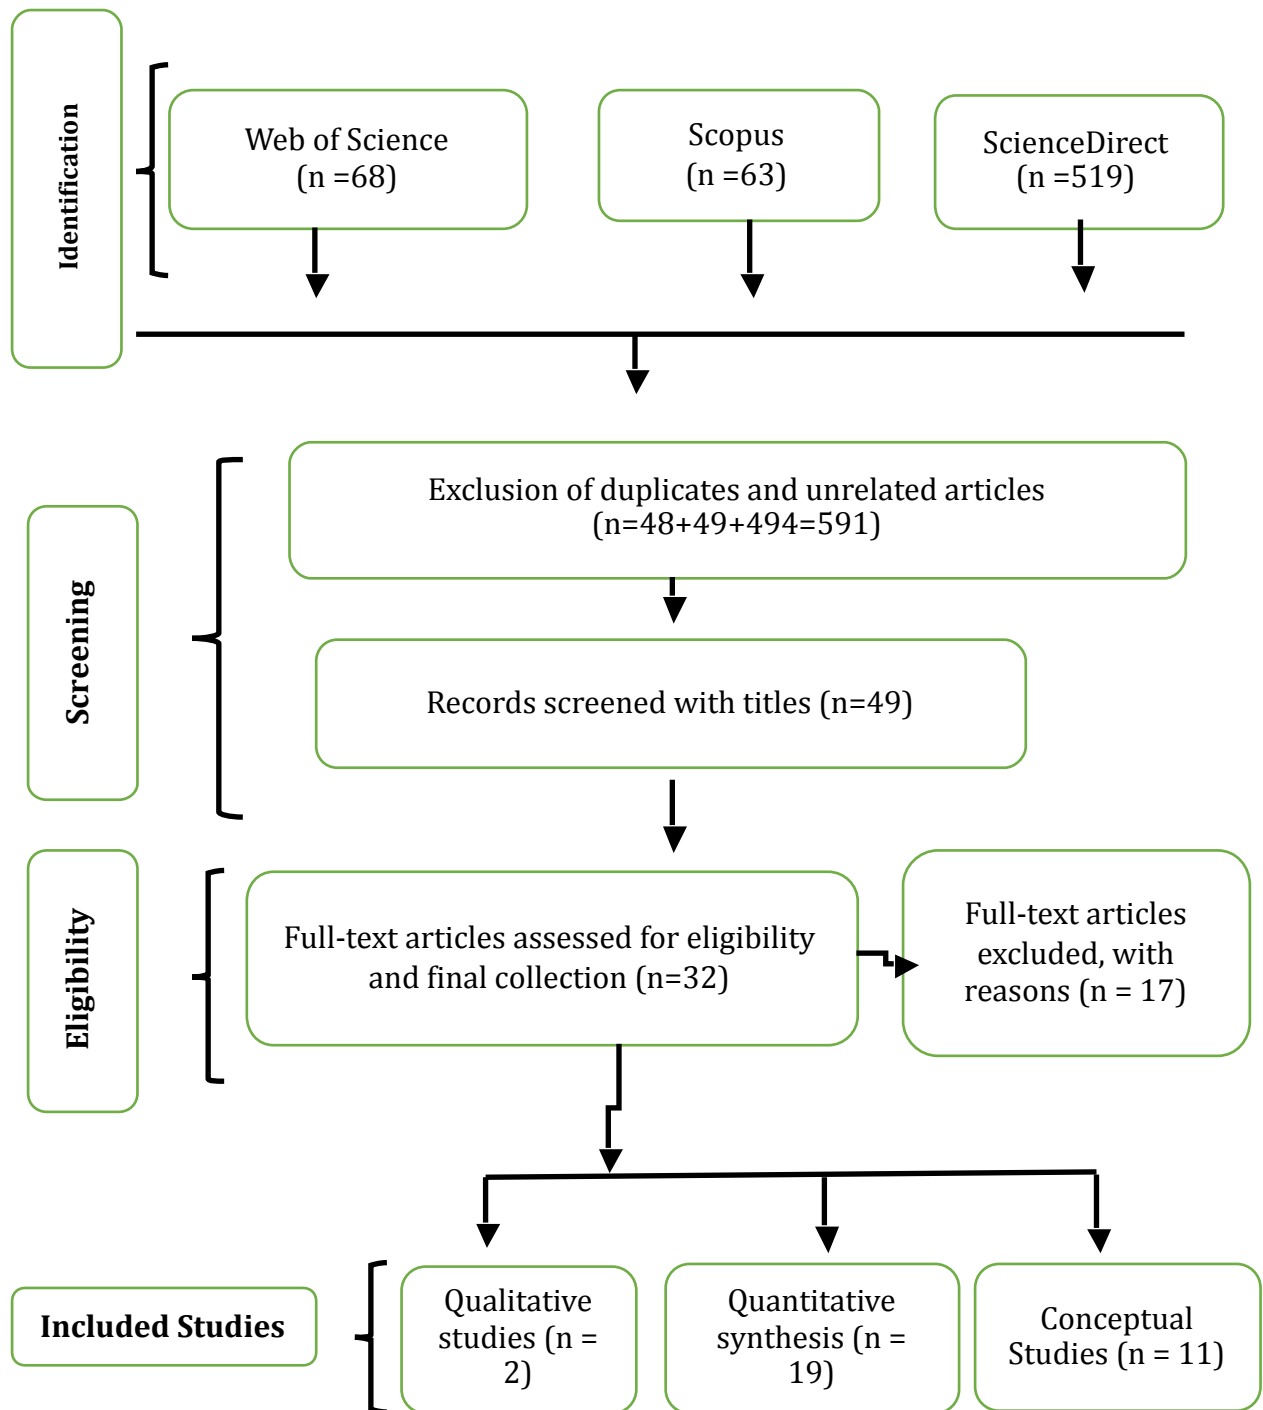 Identification
Web of Science
(n =68)
Scopus
(n =63)
ScienceDirect
(n =519)
Screening
Exclusion of duplicates and unrelated articles
(n=48+49+494=591)
Records screened with titles (n=49)
Eligibility
Full-text articles assessed for eligibility
and final collection (n=32)
Full-text articles
excluded, with
reasons (n = 17)
Included Studies
Qualitative
studies (n =
2)
Quantitative
synthesis (n =
19)
Conceptual
Studies (n = 11)